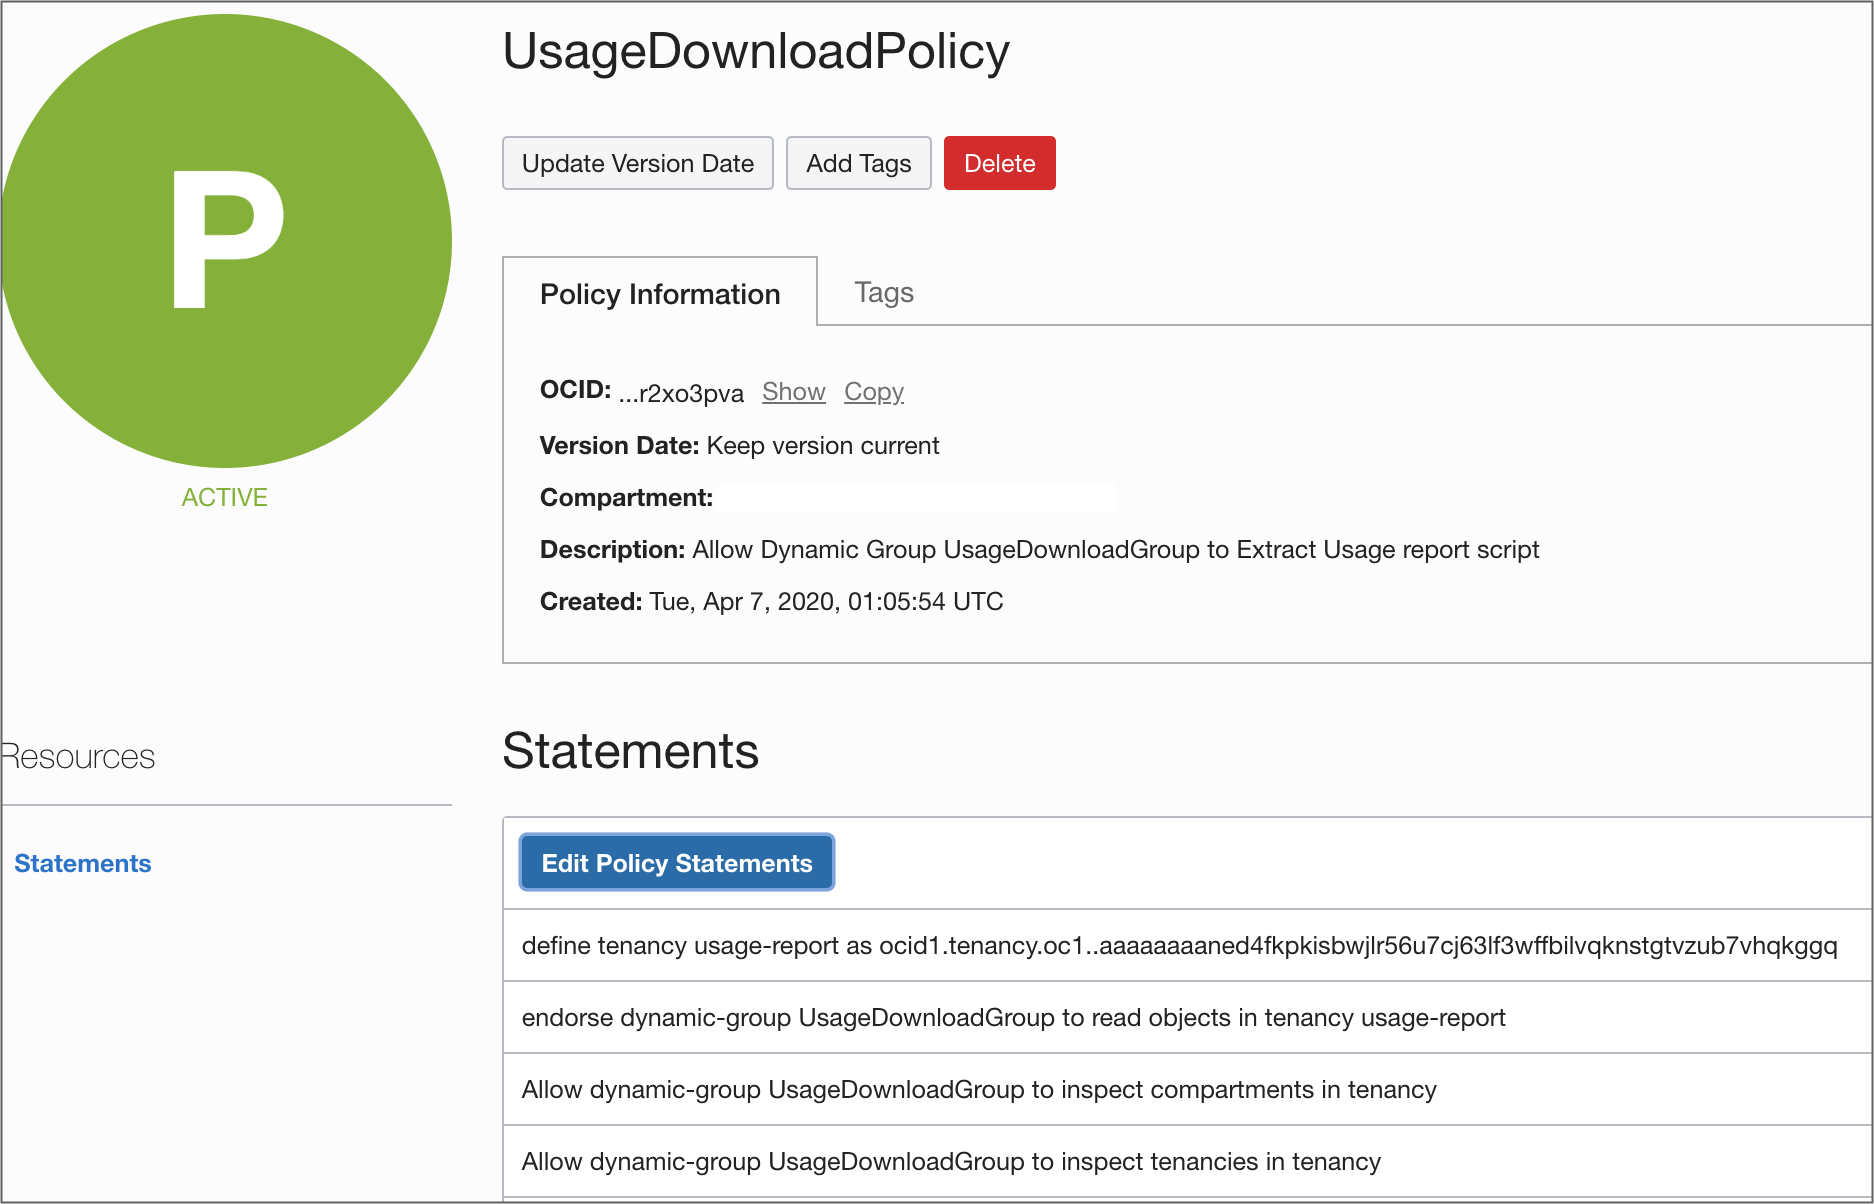 P
ACTIVE
UsageDownloadPolicy
Update Version Date Add Tags Delete
Policy Information Tags
OCID: ...r2xo3pva Show Copy
Version Date: Keep version current
Compartment:
Description: Allow Dynamic Group UsageDownloadGroup to Extract Usage report script
Created: Tue, Apr 7, 2020, 01:05:54 UTC
Resources
Statements
Statements
Edit Policy Statements
define tenancy usage-report as ocid1.tenancy.oc1..aaaaaaaaned4fkpkisbwjlr56u7cj63lf3wffbilvqknstgtvzub7vhqkggq
endorse dynamic-group UsageDownloadGroup to read objects in tenancy usage-report
Allow dynamic-group UsageDownloadGroup to inspect compartments in tenancy
Allow dynamic-group UsageDownloadGroup to inspect tenancies in tenancy